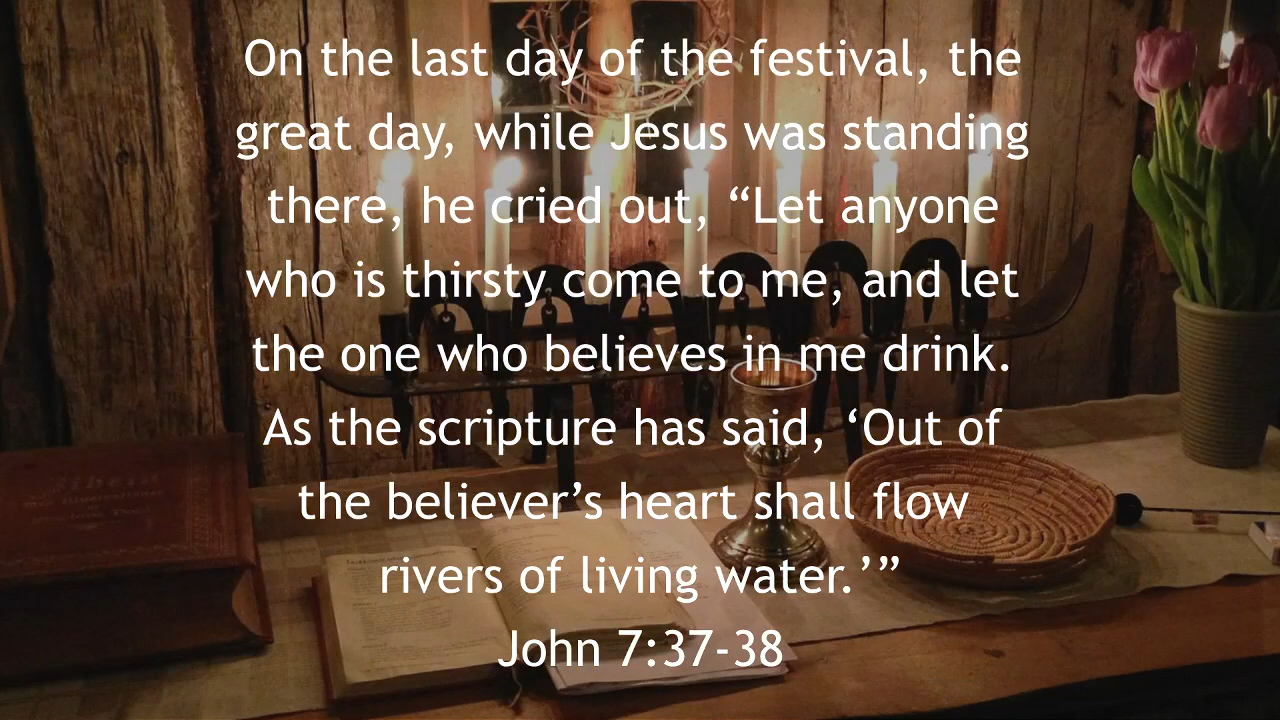 On the last day of the festival, the
great day, while Jesus was standing
there, he cried out, “Let anyone
who is thirsty come to me, and let
the one who believes in me drink.
As the scripture has said, ‘Out of
the believer’s heart shall flow
rivers of living water.’”
John 7:37-38